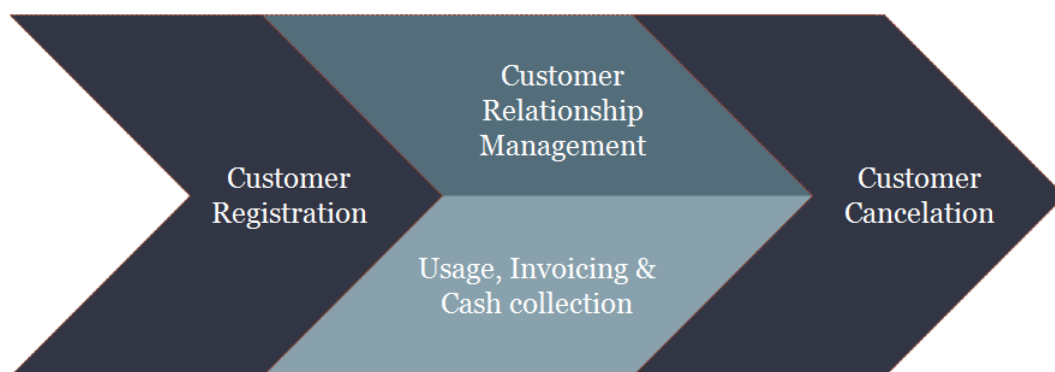 Customer
Registration
Customer
Relationship
Management
Usage, Invoicing &
Cash collection
Customer
Cancelation